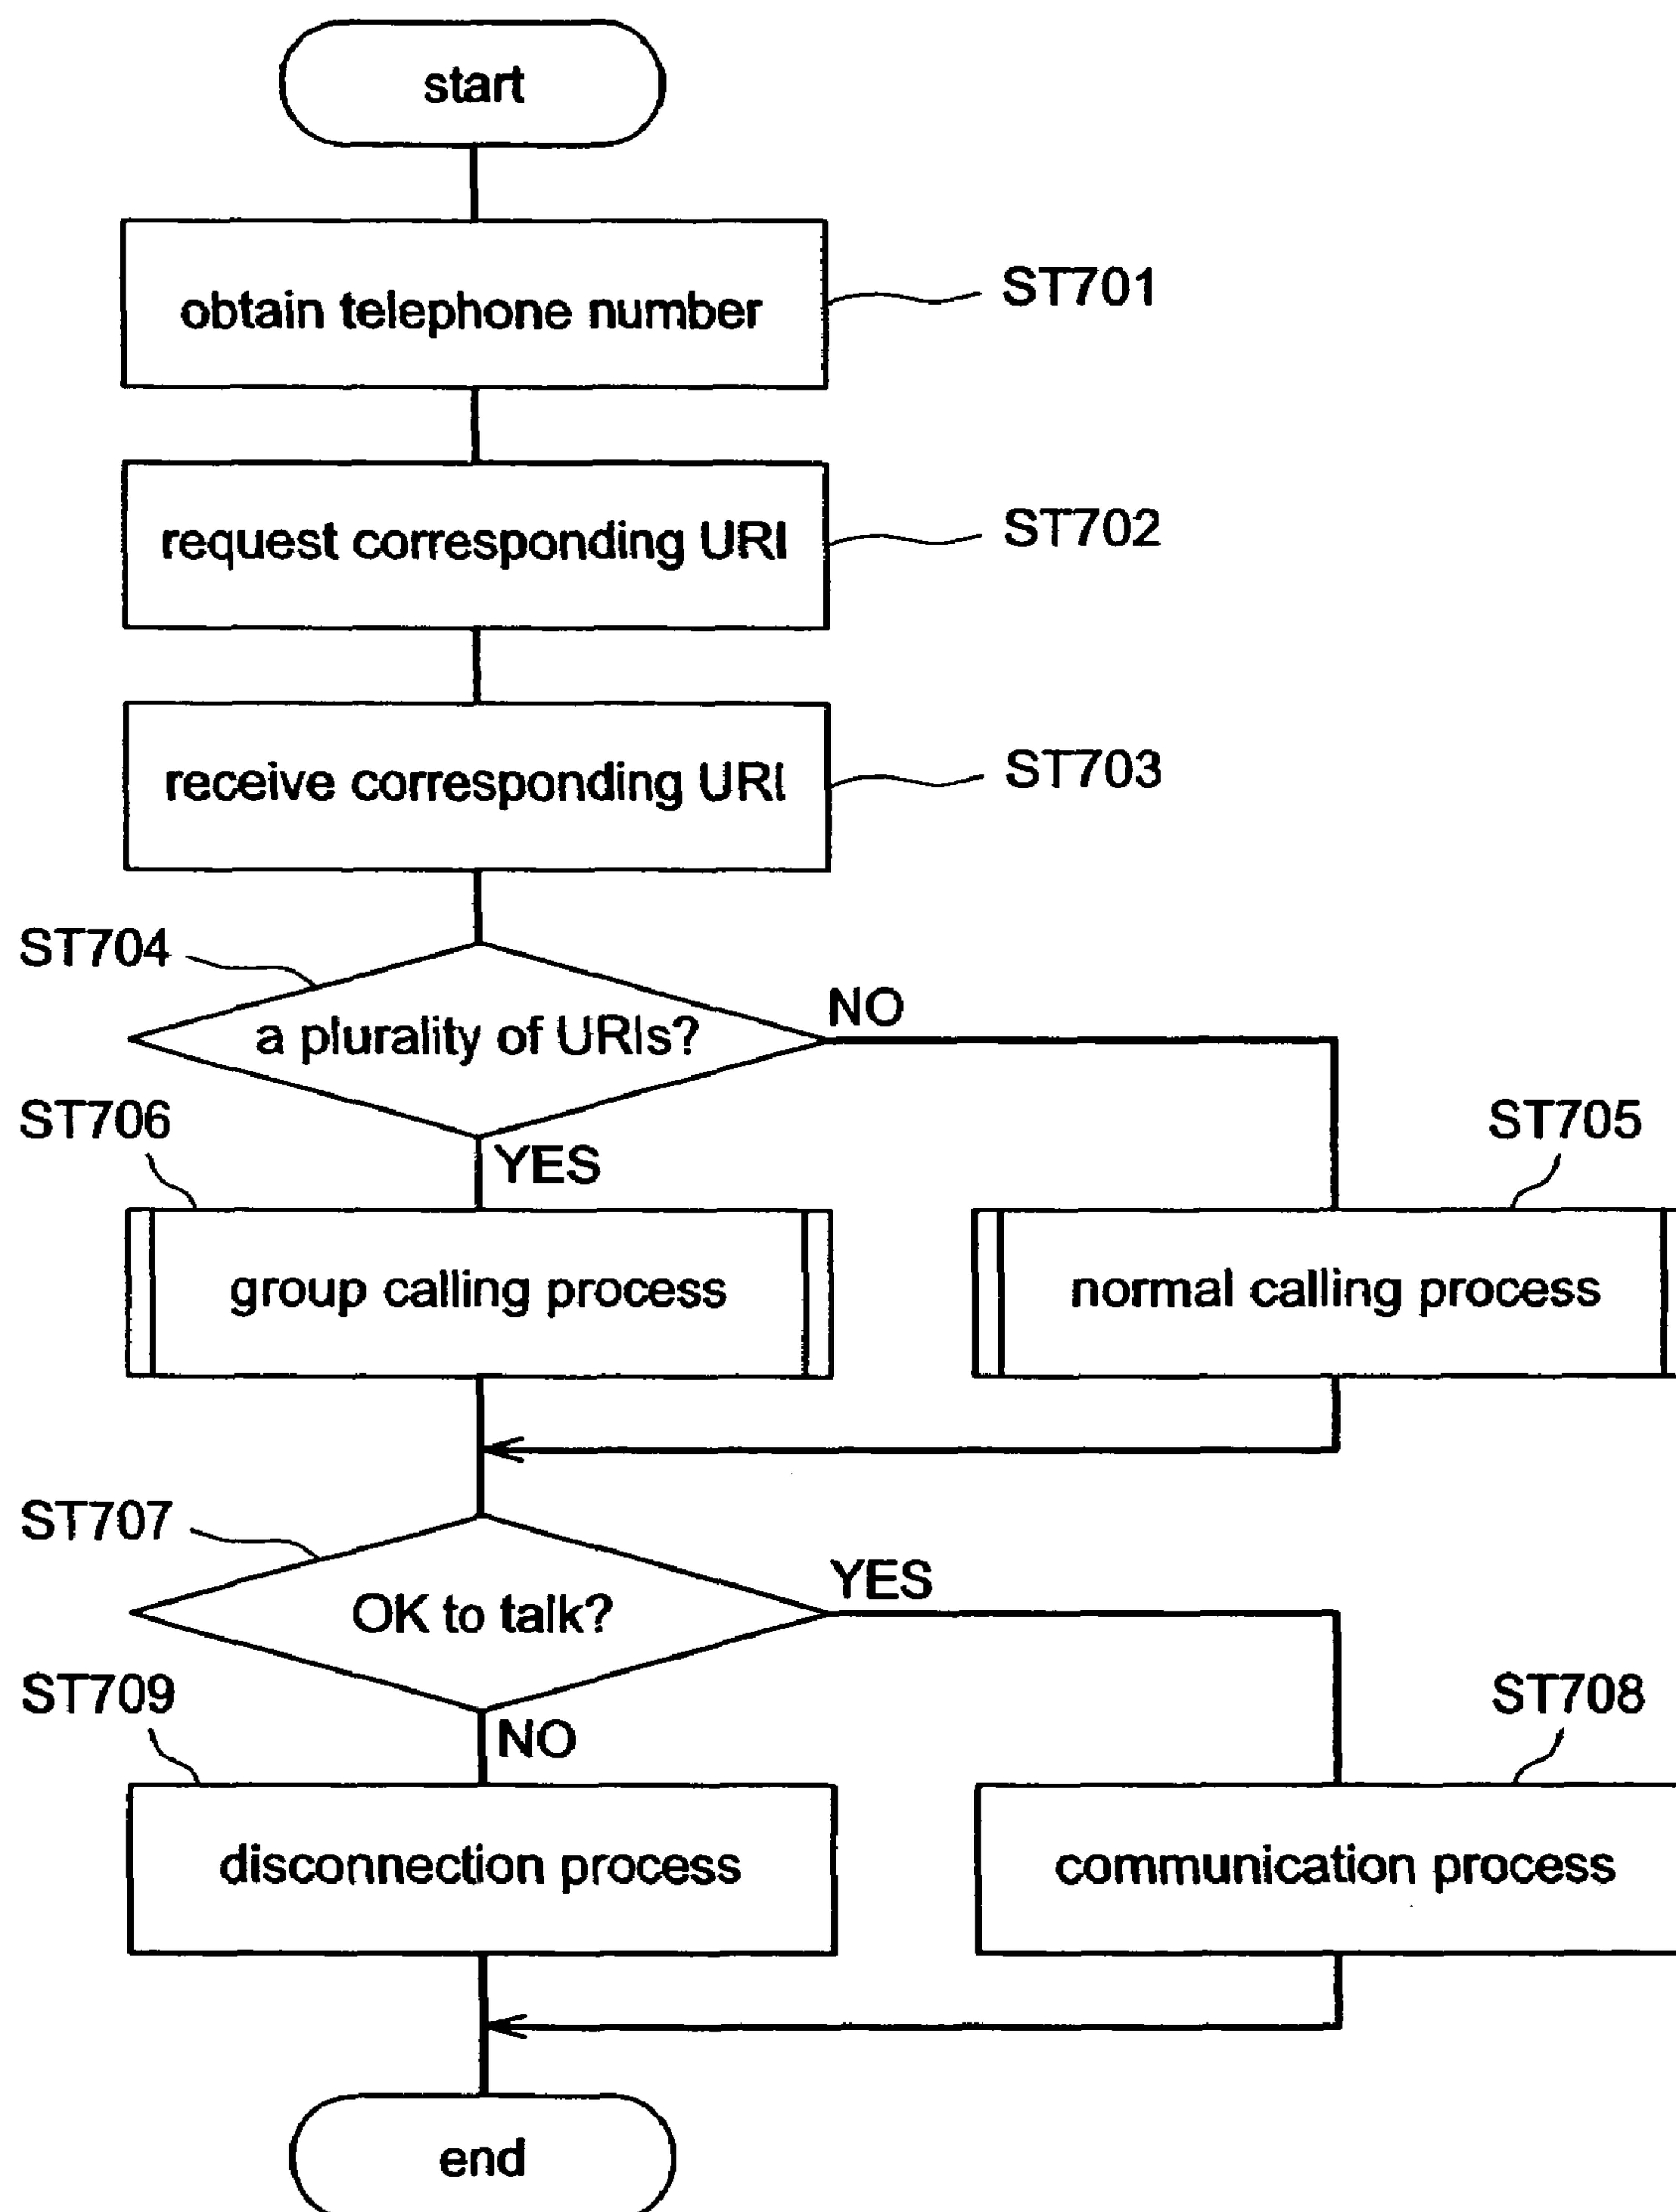 start
obtain telephone number
ST701
request corresponding URI
ST702
receive corresponding URI
ST703
ST704
a plurality of URIs?
NO
YES
ST706
group calling process
ST705
normal calling process
ST707
OK to talk?
YES
NO
ST709
disconnection process
ST708
communication process
end